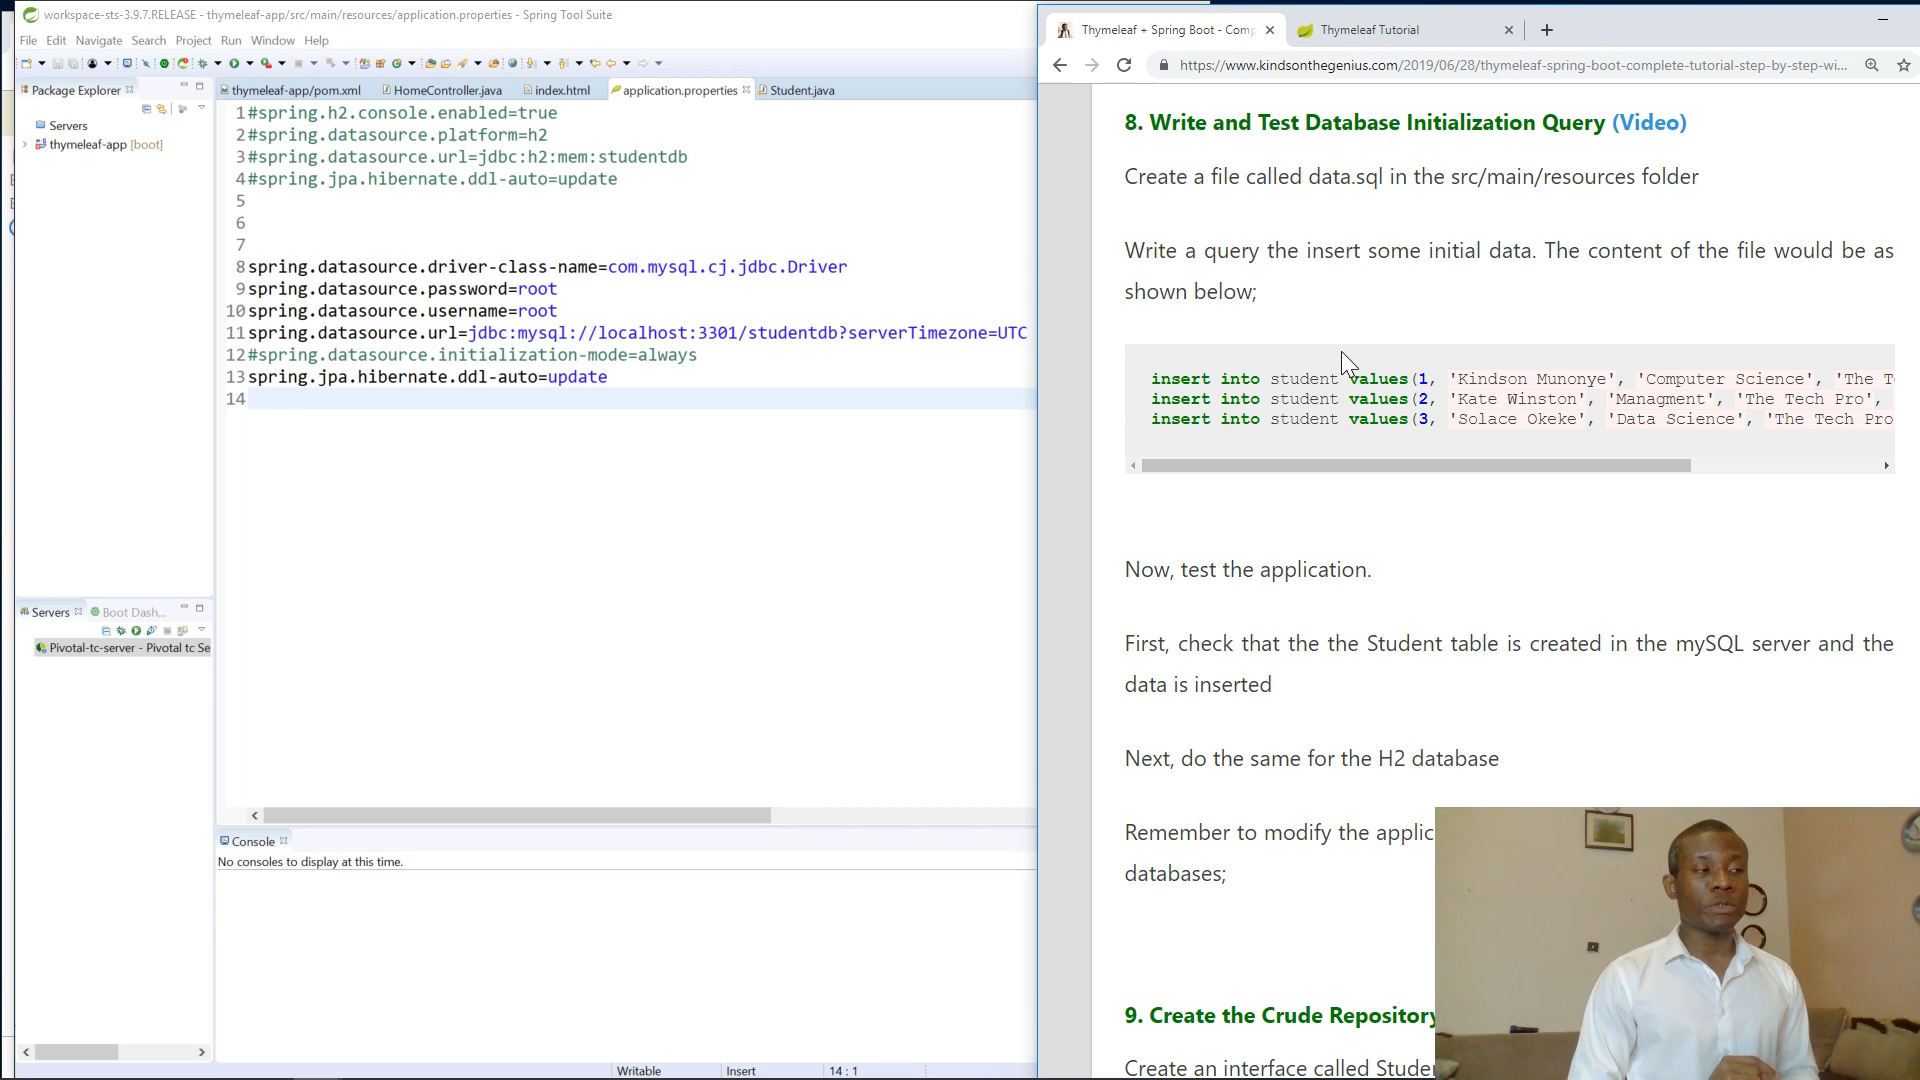 workspace-sts-3.9.7.RELEASE - thymeleaf-app/src/main/resources/application.properties - Spring Tool Suite
File Edit Navigate Search Project Run Window Help
Package Explorer
Servers
thymeleaf-app [boot]
thymeleaf-app/pom.xml HomeController.java index.html application.properties Student.java
1 #spring.h2.console.enabled=true
2 #spring.datasource.platform=h2
3 #spring.datasource.url=jdbc:h2:mem:studentdb
4 #spring.jpa.hibernate.ddl-auto=update
5
6
7
8 spring.datasource.driver-class-name=com.mysql.cj.jdbc.Driver
9 spring.datasource.password=root
10 spring.datasource.username=root
11 spring.datasource.url=jdbc:mysql://localhost:3301/studentdb?serverTimezone=UTC
12 #spring.datasource.initialization-mode=always
13 spring.jpa.hibernate.ddl-auto=update
14
Servers Boot Dash...
Pivotal-tc-server - Pivotal tc Se
Console
No consoles to display at this time.
Writable Insert 14 : 1
Thymeleaf + Spring Boot - Comp Thymeleaf Tutorial
https://www.kindsonthegenius.com/2019/06/28/thymeleaf-spring-boot-complete-tutorial-step-by-step-wi...
8. Write and Test Database Initialization Query (Video)
Create a file called data.sql in the src/main/resources folder
Write a query the insert some initial data. The content of the file would be as
shown below;
insert into student values(1, 'Kindson Munonye', 'Computer Science', 'The T
insert into student values(2, 'Kate Winston', 'Managment', 'The Tech Pro',
insert into student values(3, 'Solace Okeke', 'Data Science', 'The Tech Pro
Now, test the application.
First, check that the the Student table is created in the mySQL server and the
data is inserted
Next, do the same for the H2 database
Remember to modify the applic
databases;
9. Create the Crude Repository
Create an interface called Studen